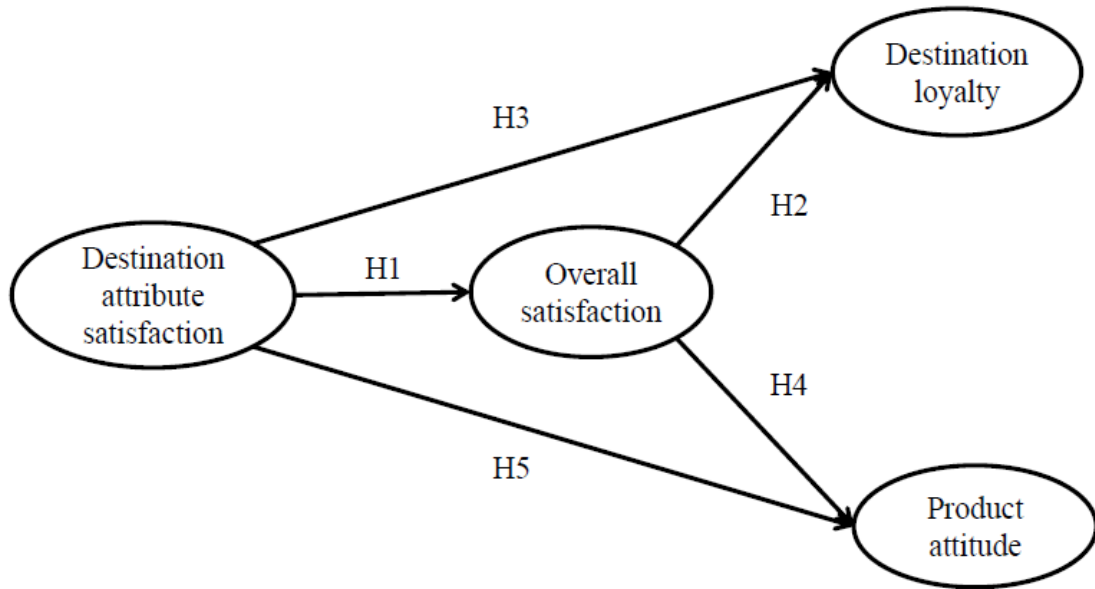 Destination
loyalty
H3
H2
Destination
attribute
satisfaction
H1
Overall
satisfaction
H4
H5
Product
attitude